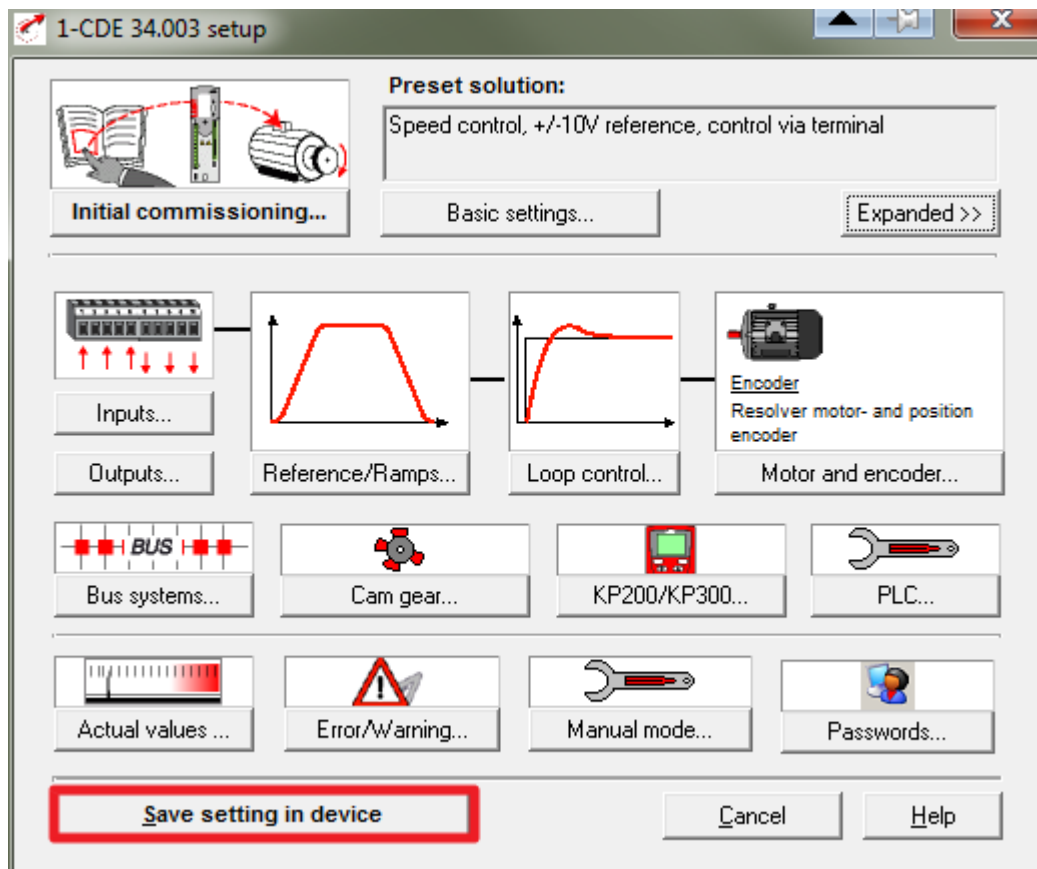 1-CDE 34.003 setup
Preset solution:
Speed control, +/-10V reference, control via terminal
Initial commissioning...
Basic settings...
Expanded >>
Encoder
Resolver motor- and position
encoder
Inputs...
Outputs...
Reference/Ramps...
Loop control...
Motor and encoder...
BUS
Bus systems...
Cam gear...
KP200/KP300...
PLC...
Actual values ...
Error/Warning...
Manual mode...
Passwords...
Save setting in device
Cancel
Help